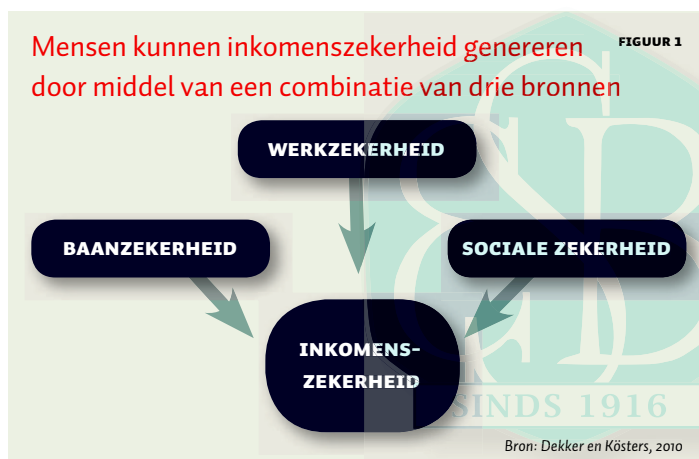 Mensen kunnen inkomenszekerheid genereren
FIGUUR 1
door middel van een combinatie van drie bronnen
WERKZEKERHEID
BAANZEKERHEID
SOCIALE ZEKERHEID
INKOMENS-
ZEKERHEID
ESB
SINDS 1916
Bron: Dekker en Kösters, 2010